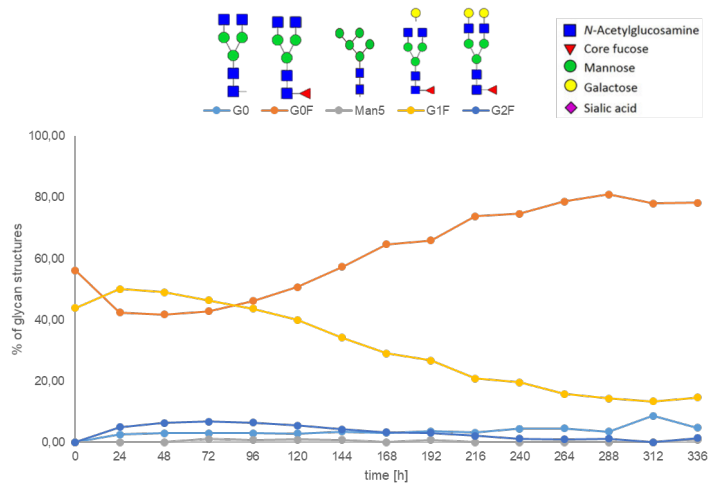 N-Acetylglucosamine
Core fucose
Mannose
Galactose
Sialic acid
G0 G0F Man5 G1F G2F
100,00
80,00
60,00
40,00
20,00
0,00
% of glycan structures
0 24 48 72 96 120 144 168 192 216 240 264 288 312 336
time [h]